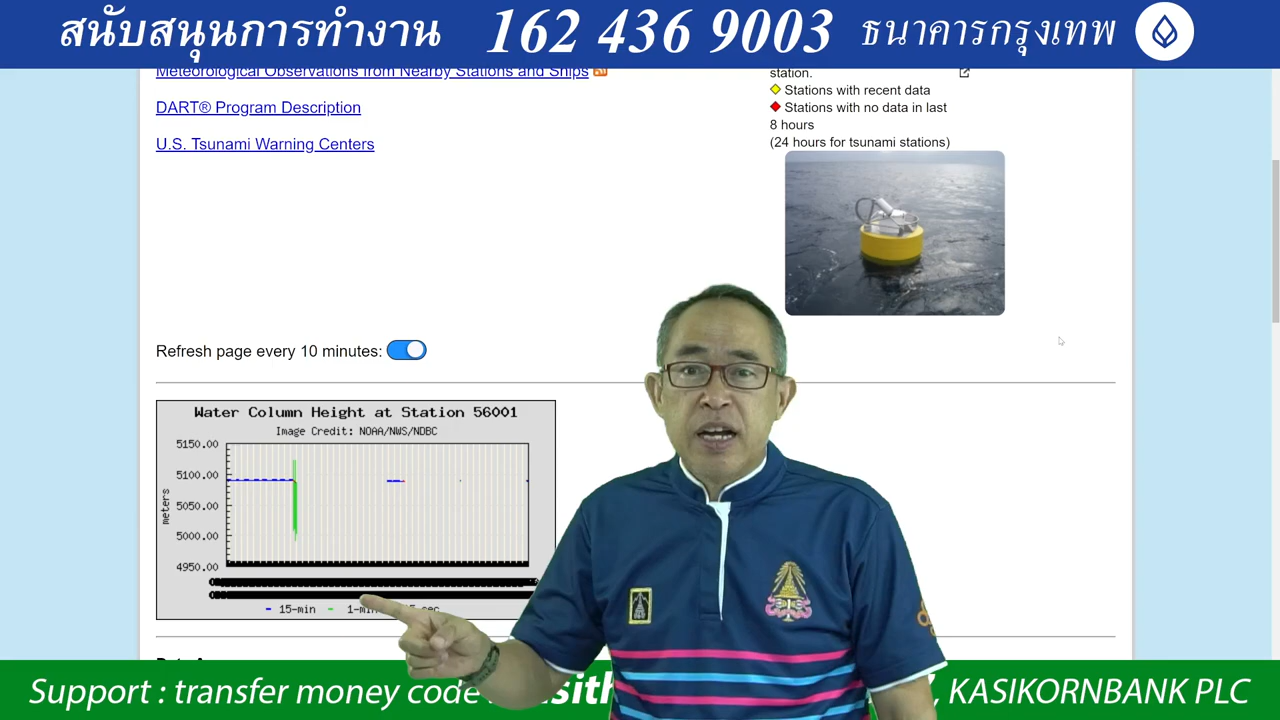 สนับสนุนการทำงาน 162 436 9003 ธนาคารกรุงเทพ
Meteorological Observations from Nearby Stations and Ships
DART® Program Description
U.S. Tsunami Warning Centers
station.
Stations with recent data
Stations with no data in last
8 hours
(24 hours for tsunami stations)
Refresh page every 10 minutes:
Water Column Height at Station 56001
Image Credit: NOAA/NWS/NDBC
5150.00
5100.00
5050.00
5000.00
4950.00
meters
15-min
Support : transfer money code
, KASIKORNBANK PLC